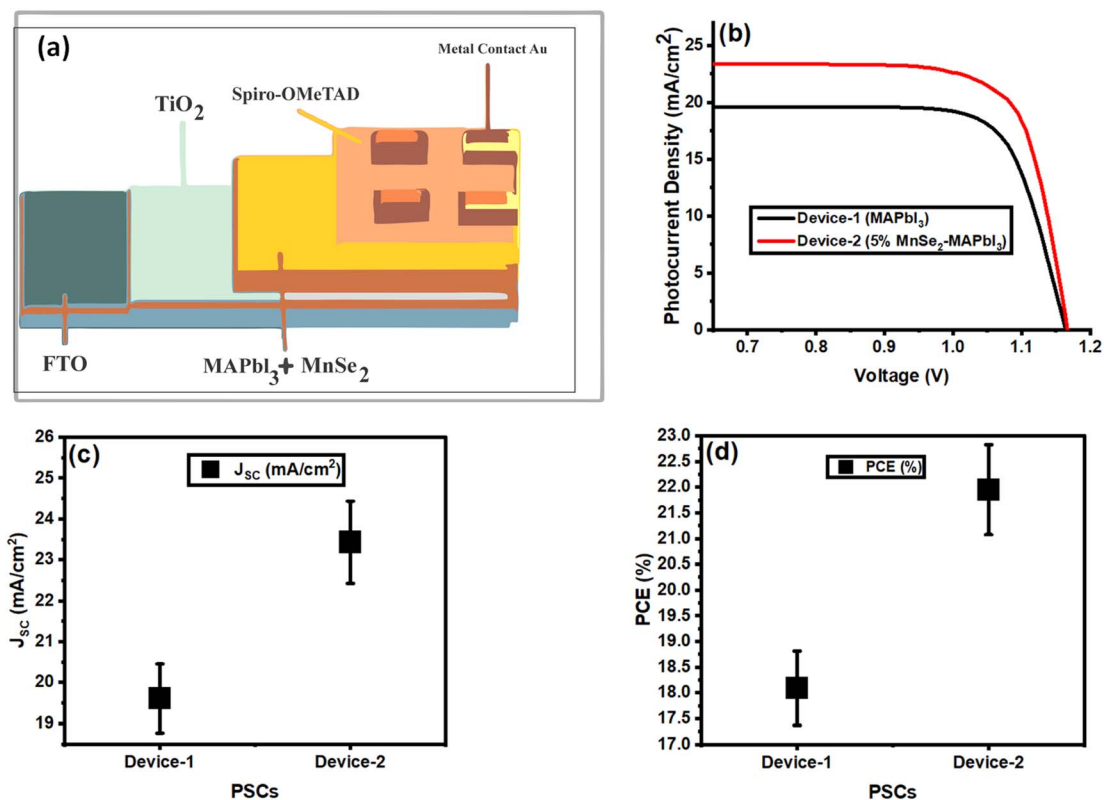 (a)
Metal Contact Au
Spiro-OMeTAD
TiO2
FTO
MAPbI3+ MnSe2
(b)
Photocurrent Density (mA/cm²)
25
20
15
10
5
0
Device-1 (MAPbI3)
Device-2 (5% MnSe2-MAPbI3)
0.7 0.8 0.9 1.0 1.1 1.2
Voltage (V)
(c)
JSC (mA/cm²)
JSC (mA/cm²)
26
25
24
23
22
21
20
19
Device-1 Device-2
PSCs
(d)
PCE (%)
PCE (%)
23.0
22.5
22.0
21.5
21.0
20.5
20.0
19.5
19.0
18.5
18.0
17.5
17.0
Device-1 Device-2
PSCs